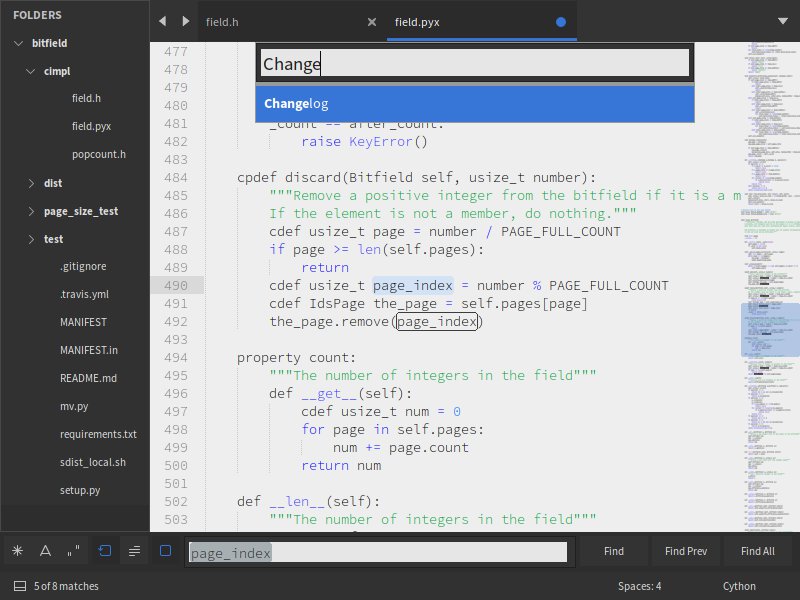 FOLDERS
bitfield
cimpl
field.h
field.pyx
popcount.h
dist
page_size_test
test
.gitignore
.travis.yml
MANIFEST
MANIFEST.in
README.md
mv.py
requirements.txt
sdist_local.sh
setup.py
field.h
field.pyx
Change
Changelog
477
478
479
480
481 _count == after_count:
482 raise KeyError()
483
484 cpdef discard(Bitfield self, usize_t number):
485 """Remove a positive integer from the bitfield if it is a m
486 If the element is not a member, do nothing."""
487 cdef usize_t page = number / PAGE_FULL_COUNT
488 if page >= len(self.pages):
489 return
490 cdef usize_t page_index = number % PAGE_FULL_COUNT
491 cdef IdsPage the_page = self.pages[page]
492 the_page.remove(page_index)
493
494 property count:
495 """The number of integers in the field"""
496 def __get__(self):
497 cdef usize_t num = 0
498 for page in self.pages:
499 num += page.count
500 return num
501
502 def __len__(self):
503 """The number of integers in the field"""
page_index
Find
Find Prev
Find All
5 of 8 matches
Spaces: 4
Cython